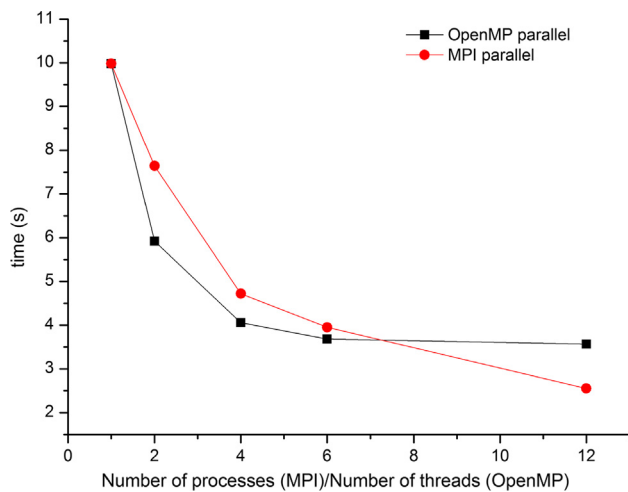 11
10
9
8
7
6
5
4
3
2
time (s)
OpenMP parallel
MPI parallel
0 2 4 6 8 10 12
Number of processes (MPI)/Number of threads (OpenMP)